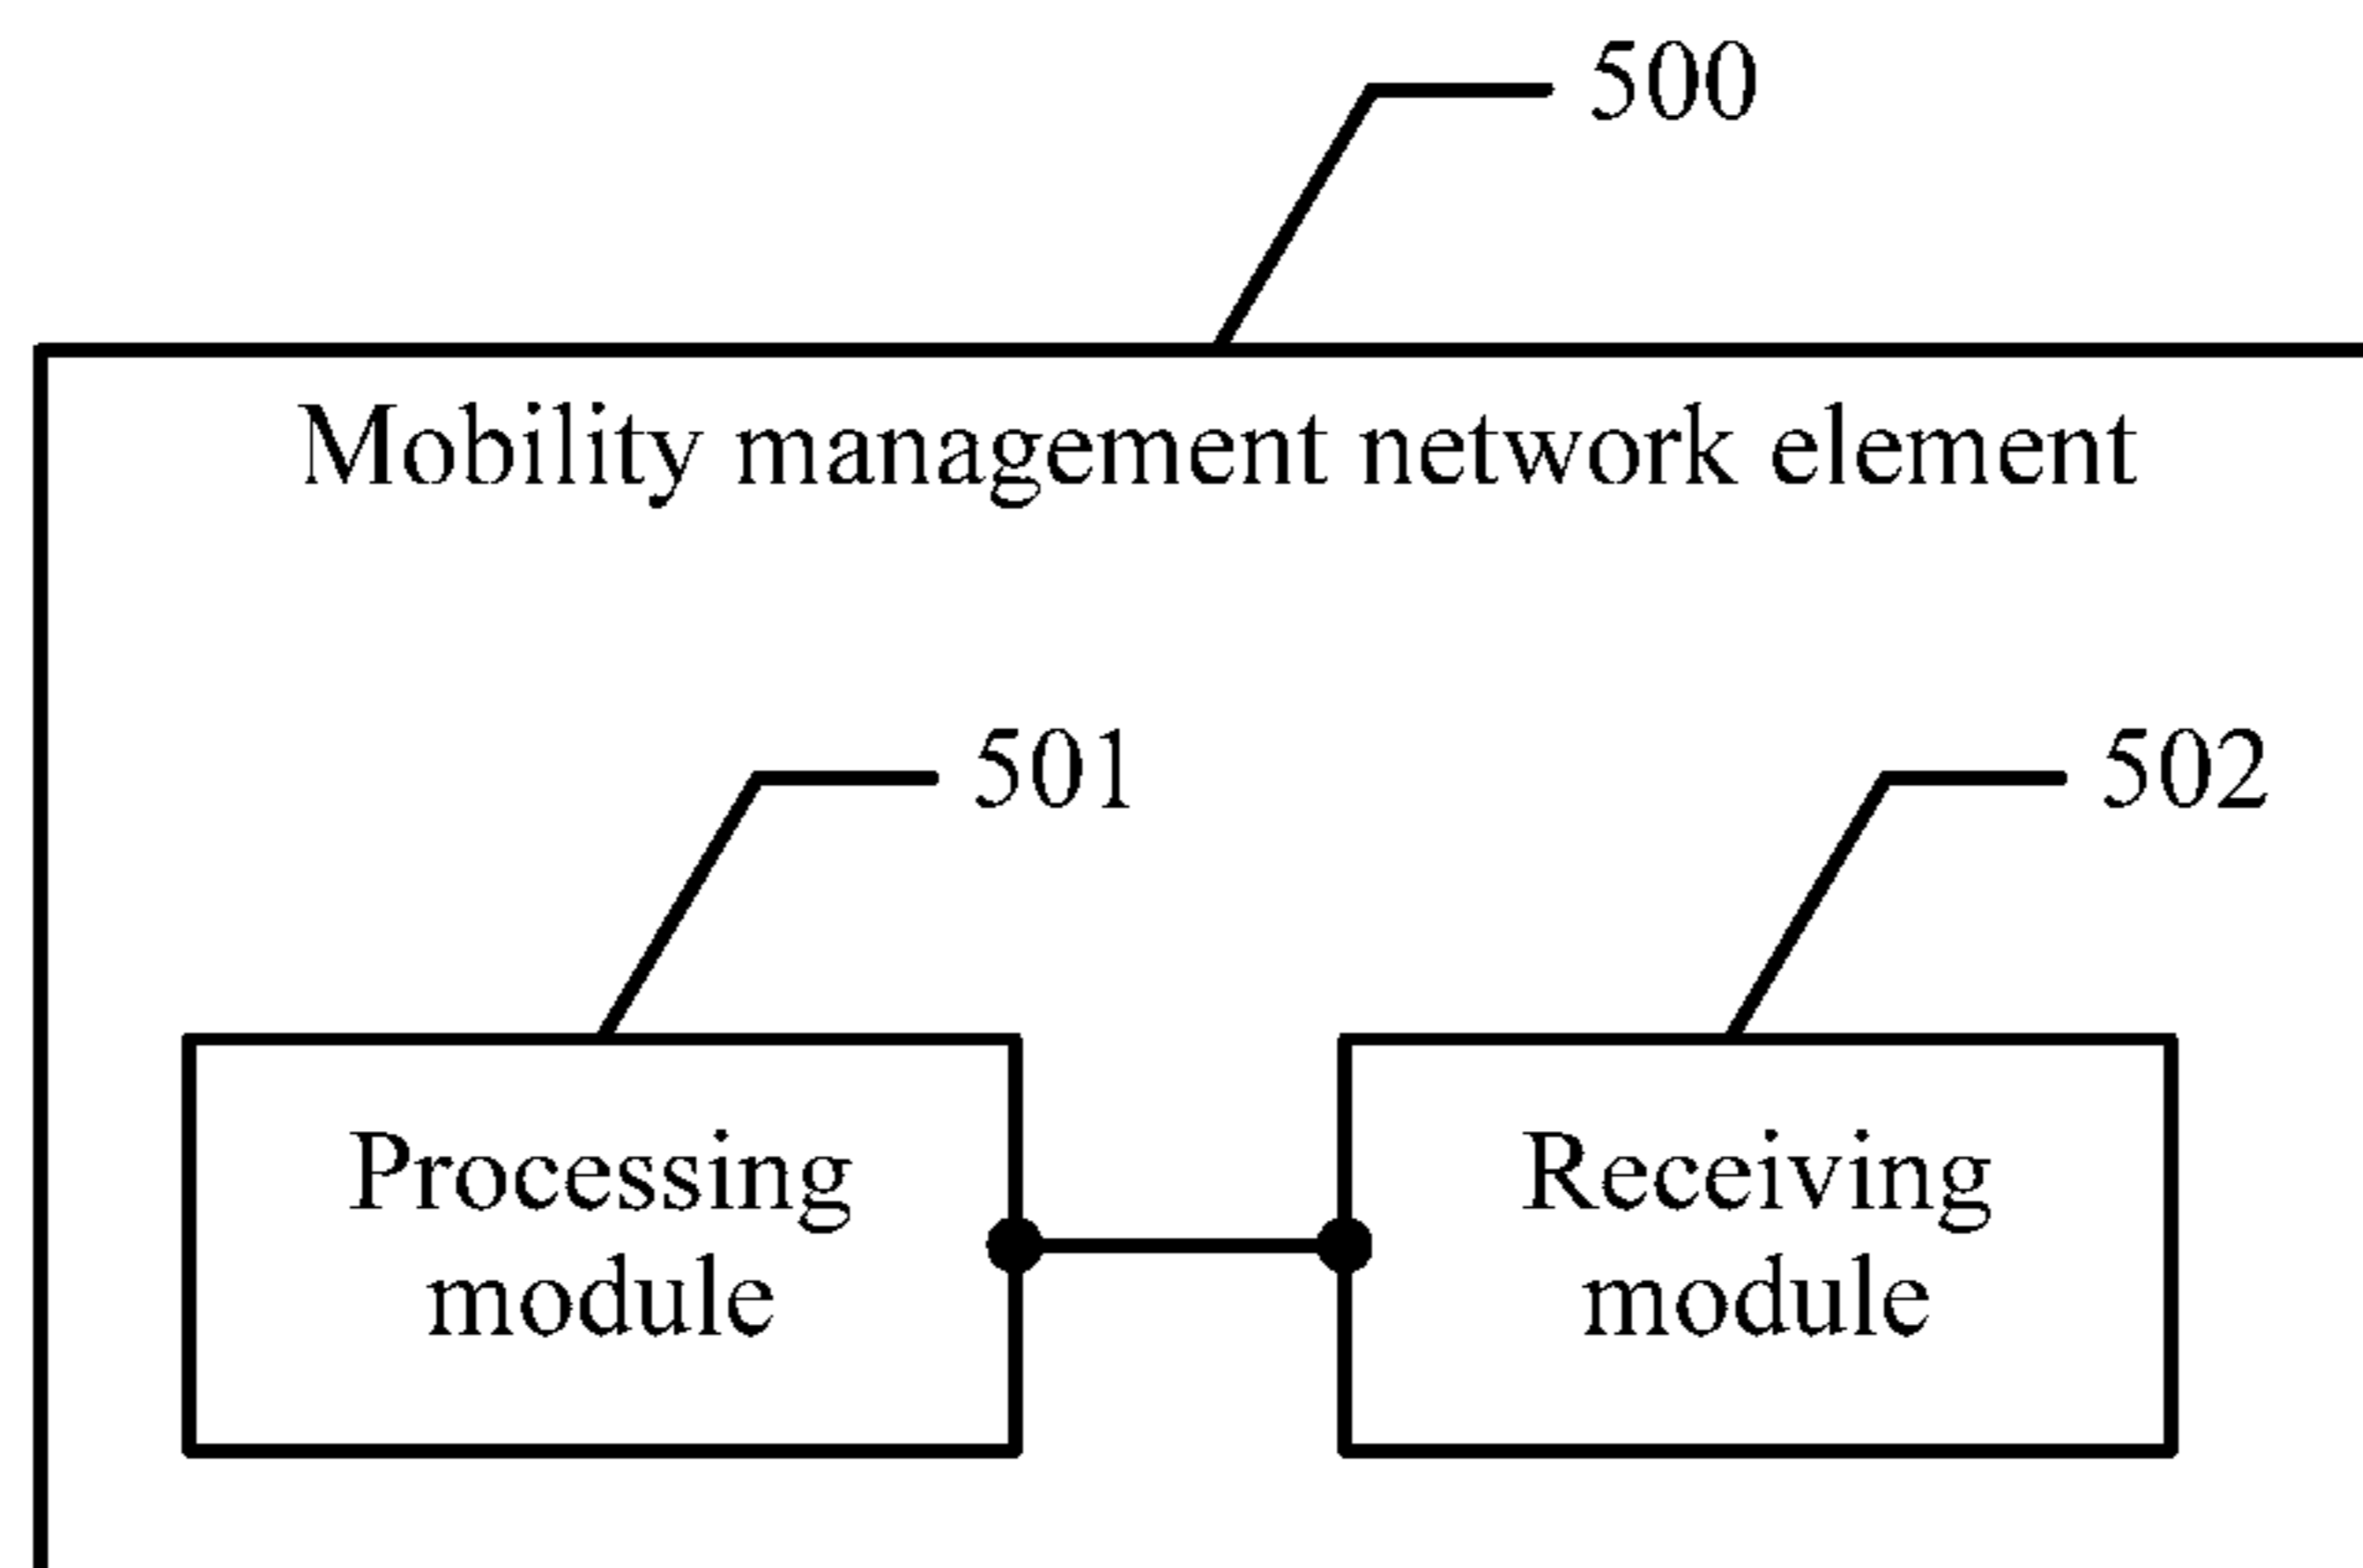 500
Mobility management network element
501
502
Processing
module
Receiving
module